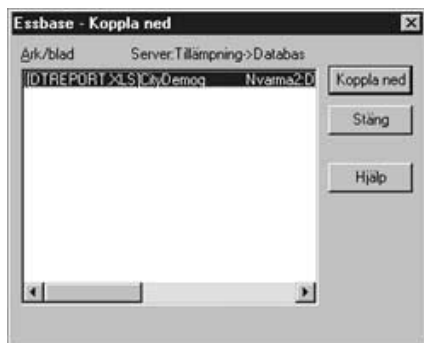 Essbase - Koppla ned
Ark/blad Server:Tillämpning->Databas
[DTREPORT.XLS]CityDemog Nvarma2:D
Koppla ned
Stäng
Hjälp